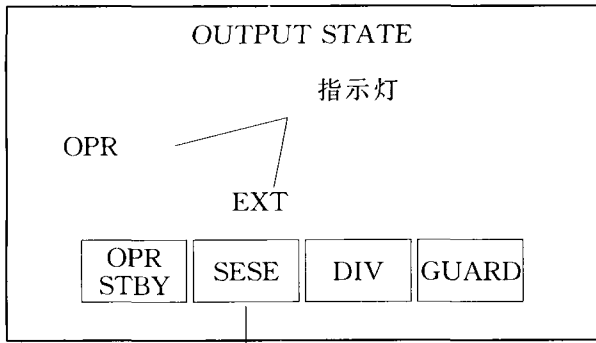 OUTPUT STATE
指示灯
OPR
EXT
OPR
STBY
SESE
DIV
GUARD